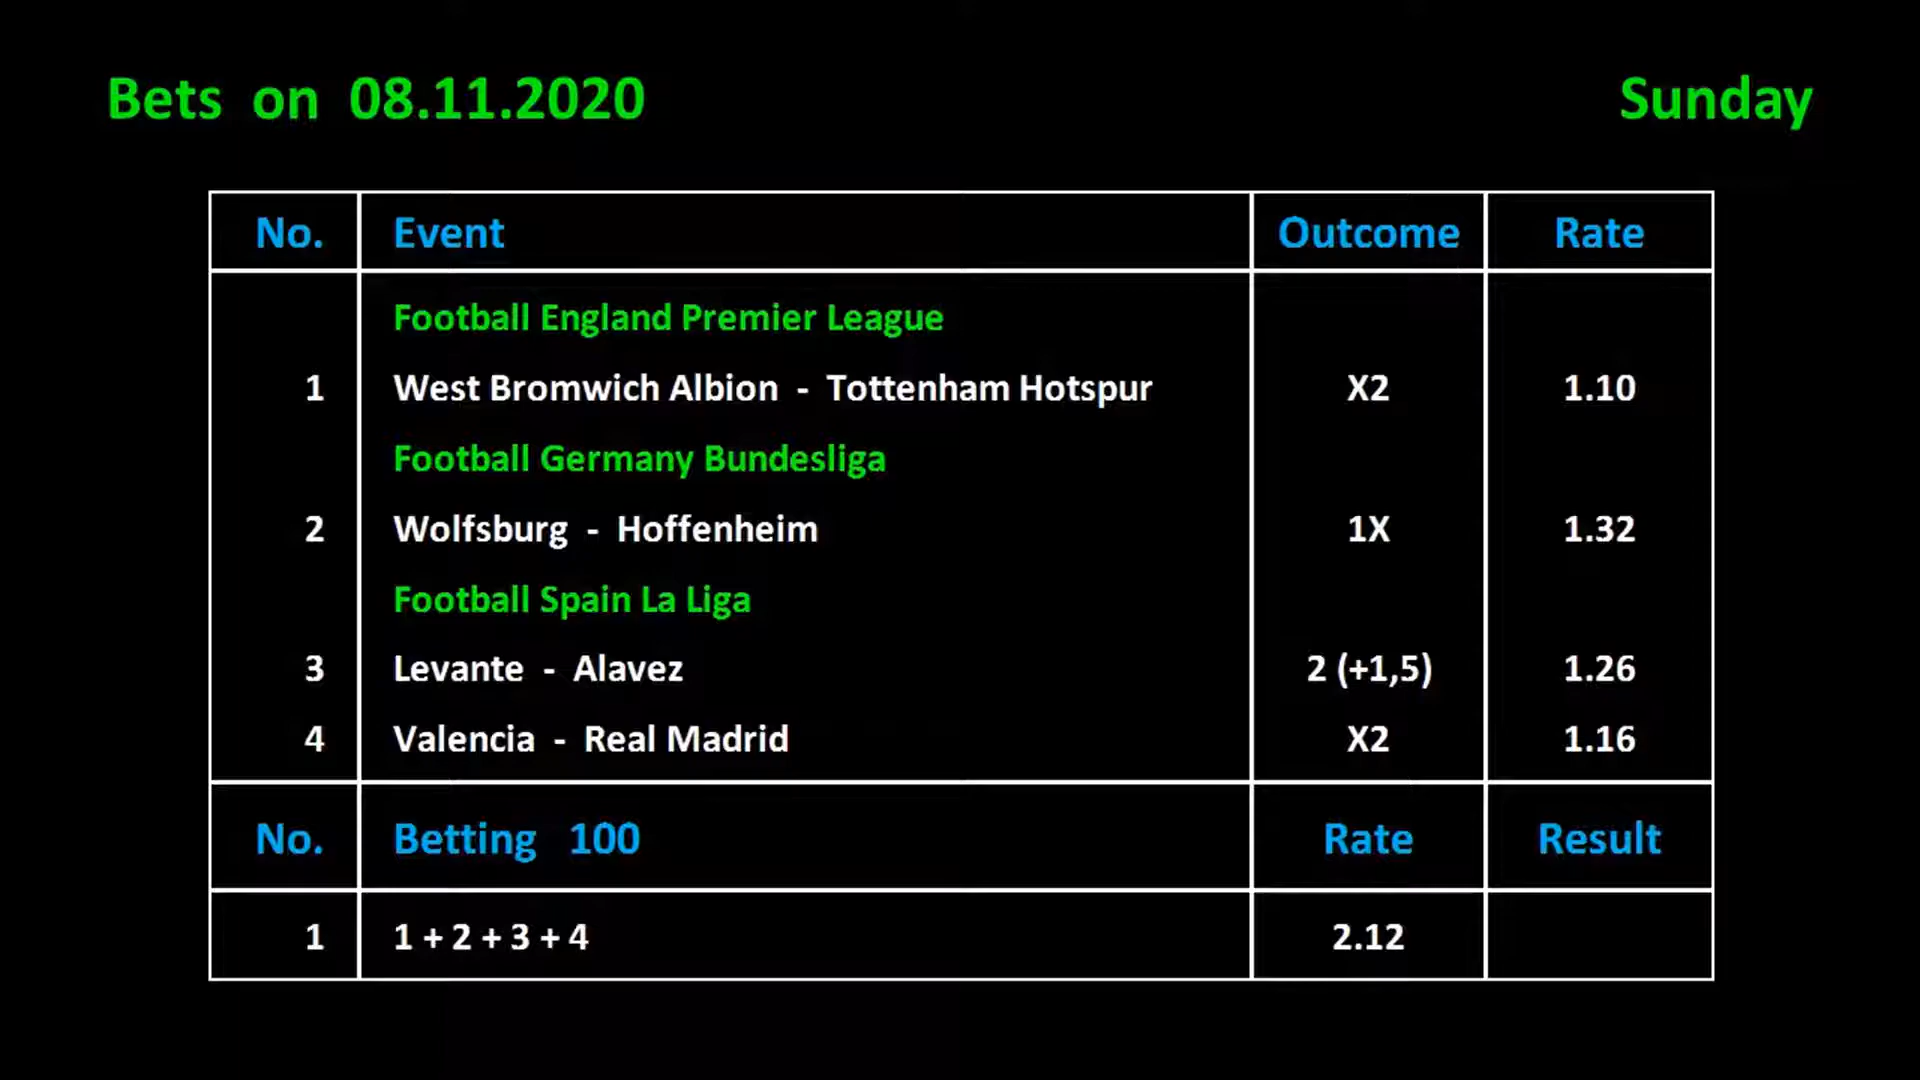 Bets on 08.11.2020 Sunday
No. Event Outcome Rate
Football England Premier League
1 West Bromwich Albion - Tottenham Hotspur X2 1.10
Football Germany Bundesliga
2 Wolfsburg - Hoffenheim 1X 1.32
Football Spain La Liga
3 Levante - Alavez 2 (+1,5) 1.26
4 Valencia - Real Madrid X2 1.16
No. Betting 100 Rate Result
1 1 + 2 + 3 + 4 2.12